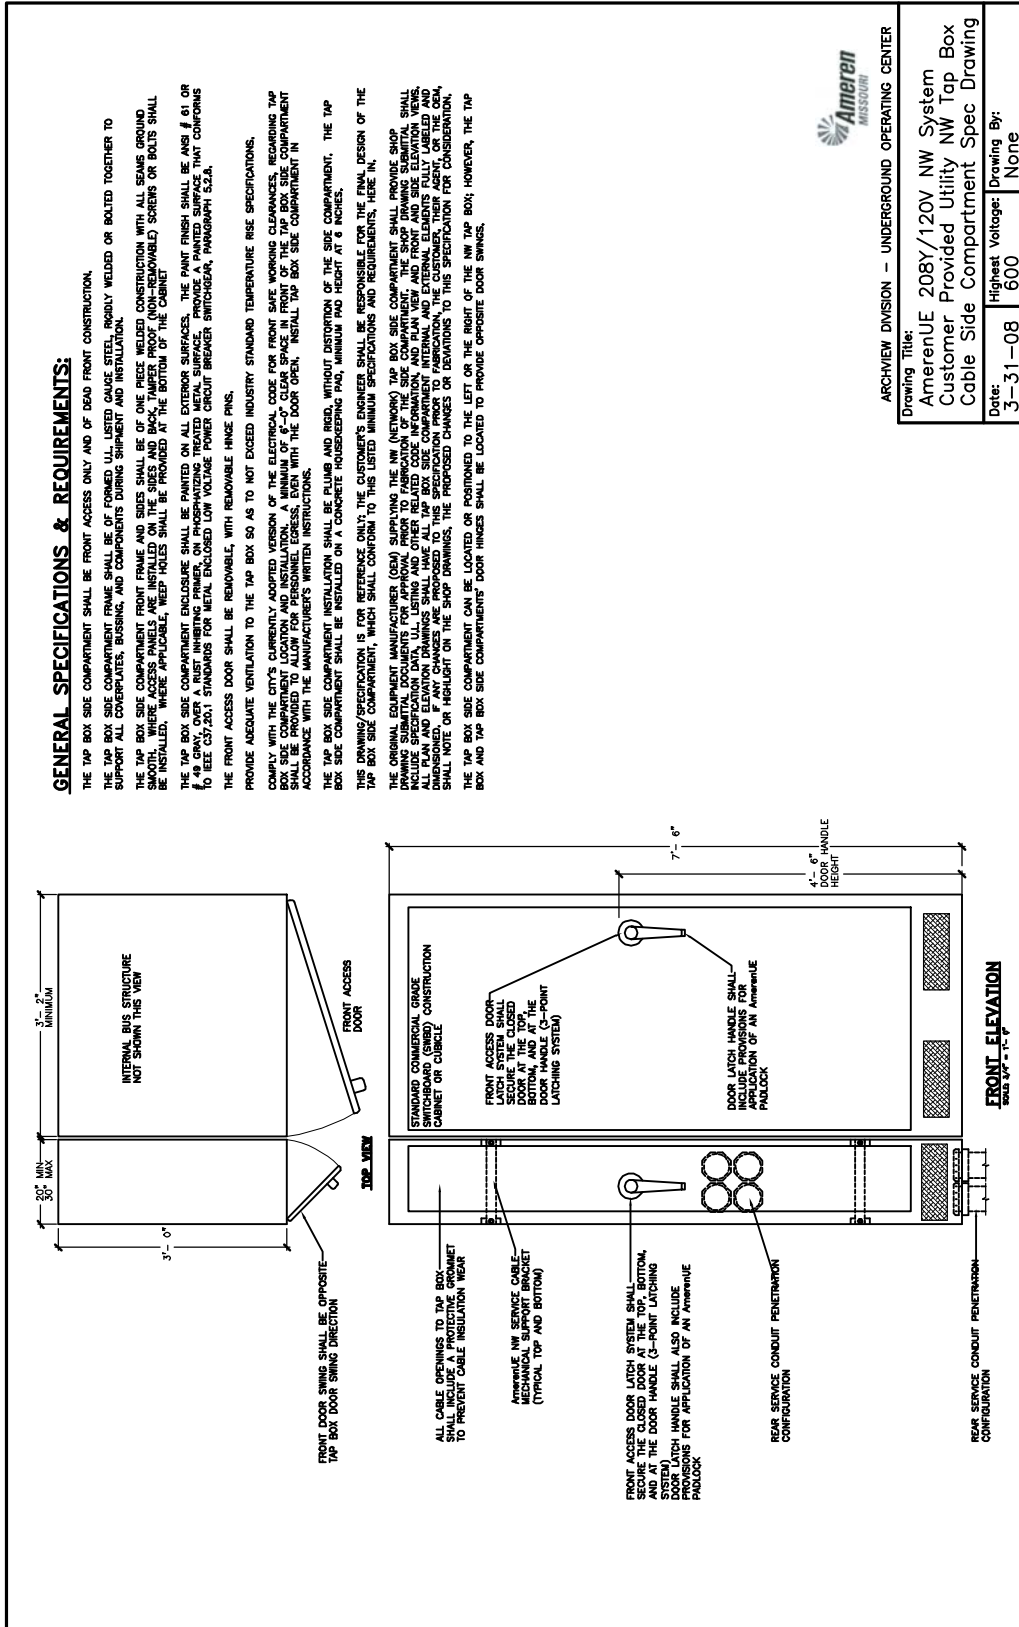 3'- 2"
MINIMUM
20" MIN
30" MAX
3'- 0"
INTERNAL BUS STRUCTURE
NOT SHOWN THIS VIEW
FRONT ACCESS
DOOR
FRONT DOOR SWING SHALL BE OPPOSITE
TAP BOX DOOR SWING DIRECTION
TOP VIEW
ALL CABLE OPENINGS TO TAP BOX
SHALL INCLUDE A PROTECTIVE GROMMET
TO PREVENT CABLE INSULATION WEAR
AmerenUE NW SERVICE CABLE
MECHANICAL SUPPORT BRACKET
(TYPICAL TOP AND BOTTOM)
FRONT ACCESS DOOR LATCH SYSTEM SHALL
SECURE THE CLOSED DOOR AT THE TOP, BOTTOM,
AND AT THE DOOR HANDLE (3-POINT LATCHING
SYSTEM)
DOOR LATCH HANDLE SHALL ALSO INCLUDE
PROVISIONS FOR APPLICATION OF AN AmerenUE
PADLOCK
REAR SERVICE CONDUIT PENETRATION
CONFIGURATION
REAR SERVICE CONDUIT PENETRATION
CONFIGURATION
STANDARD COMMERCIAL GRADE
SWITCHBOARD (SWBD) CONSTRUCTION
CABINET OR CUBICLE
FRONT ACCESS DOOR
LATCH SYSTEM SHALL
SECURE THE CLOSED
DOOR AT THE TOP,
BOTTOM, AND AT THE
DOOR HANDLE (3-POINT
LATCHING SYSTEM)
DOOR LATCH HANDLE SHALL
INCLUDE PROVISIONS FOR
APPLICATION OF AN AmerenUE
PADLOCK
7'- 6"
4'- 6"
DOOR HANDLE
HEIGHT
FRONT ELEVATION
SCALE: 3/4" = 1'- 0"
GENERAL SPECIFICATIONS & REQUIREMENTS:
THE TAP BOX SIDE COMPARTMENT SHALL BE FRONT ACCESS ONLY AND OF DEAD FRONT CONSTRUCTION.
THE TAP BOX SIDE COMPARTMENT FRAME SHALL BE OF FORMED U.L. LISTED GAUGE STEEL, RIGIDLY WELDED OR BOLTED TOGETHER TO
SUPPORT ALL COVERPLATES, BUSSING, AND COMPONENTS DURING SHIPMENT AND INSTALLATION.
THE TAP BOX SIDE COMPARTMENT FRONT FRAME AND SIDES SHALL BE OF ONE PIECE WELDED CONSTRUCTION WITH ALL SEAMS GROUND
SMOOTH. WHERE ACCESS PANELS ARE INSTALLED ON THE SIDES AND BACK, TAMPER PROOF (NON-REMOVABLE) SCREWS OR BOLTS SHALL
BE INSTALLED. WHERE APPLICABLE, WEEP HOLES SHALL BE PROVIDED AT THE BOTTOM OF THE CABINET
THE TAP BOX SIDE COMPARTMENT ENCLOSURE SHALL BE PAINTED ON ALL EXTERIOR SURFACES. THE PAINT FINISH SHALL BE ANSI # 61 OR
# 49 GRAY, OVER A RUST INHIBITING PRIMER, ON PHOSPHATIZING TREATED METAL SURFACE. PROVIDE A PAINTED SURFACE THAT CONFORMS
TO IEEE C37.20.1 STANDARDS FOR METAL ENCLOSED LOW VOLTAGE POWER CIRCUIT BREAKER SWITCHGEAR, PARAGRAPH 5.2.8.
THE FRONT ACCESS DOOR SHALL BE REMOVABLE, WITH REMOVABLE HINGE PINS.
PROVIDE ADEQUATE VENTILATION TO THE TAP BOX SO AS TO NOT EXCEED INDUSTRY STANDARD TEMPERATURE RISE SPECIFICATIONS.
COMPLY WITH THE CITY'S CURRENTLY ADOPTED VERSION OF THE ELECTRICAL CODE FOR FRONT SAFE WORKING CLEARANCES, REGARDING TAP
BOX SIDE COMPARTMENT LOCATION AND INSTALLATION. A MINIMUM OF 6'-0" CLEAR SPACE IN FRONT OF THE TAP BOX SIDE COMPARTMENT
SHALL BE PROVIDED TO ALLOW FOR PERSONNEL EGRESS, EVEN WITH THE DOOR OPEN. INSTALL TAP BOX SIDE COMPARTMENT IN
ACCORDANCE WITH THE MANUFACTURER'S WRITTEN INSTRUCTIONS.
THE TAP BOX SIDE COMPARTMENT INSTALLATION SHALL BE PLUMB AND RIGID, WITHOUT DISTORTION OF THE SIDE COMPARTMENT. THE TAP
BOX SIDE COMPARTMENT SHALL BE INSTALLED ON A CONCRETE HOUSEKEEPING PAD, MINIMUM PAD HEIGHT AT 6 INCHES.
THIS DRAWING/SPECIFICATION IS FOR REFERENCE ONLY: THE CUSTOMER'S ENGINEER SHALL BE RESPONSIBLE FOR THE FINAL DESIGN OF THE
TAP BOX SIDE COMPARTMENT, WHICH SHALL CONFORM TO THIS LISTED MINIMUM SPECIFICATIONS AND REQUIREMENTS, HERE IN.
THE ORIGINAL EQUIPMENT MANUFACTURER (OEM) SUPPLYING THE NW (NETWORK) TAP BOX SIDE COMPARTMENT SHALL PROVIDE SHOP
DRAWING SUBMITTAL DOCUMENTS FOR APPROVAL PRIOR TO FABRICATION OF THE SIDE COMPARTMENT. THE SHOP DRAWING SUBMITTAL SHALL
INCLUDE SPECIFICATION DATA, U.L. LISTING AND OTHER RELATED CODE INFORMATION, AND PLAN VIEW AND FRONT AND SIDE ELEVATION VIEWS.
ALL PLAN AND ELEVATION DRAWINGS SHALL HAVE ALL TAP BOX SIDE COMPARTMENT INTERNAL AND EXTERNAL ELEMENTS FULLY LABELED AND
DIMENSIONED. IF ANY CHANGES ARE PROPOSED TO THIS SPECIFICATION PRIOR TO FABRICATION, THE CUSTOMER, THEIR AGENT, OR THE OEM,
SHALL NOTE OR HIGHLIGHT ON THE SHOP DRAWINGS, THE PROPOSED CHANGES OR DEVIATIONS TO THIS SPECIFICATION FOR CONSIDERATION.
THE TAP BOX SIDE COMPARTMENT CAN BE LOCATED OR POSITIONED TO THE LEFT OR THE RIGHT OF THE NW TAP BOX; HOWEVER, THE TAP
BOX AND TAP BOX SIDE COMPARTMENTS' DOOR HINGES SHALL BE LOCATED TO PROVIDE OPPOSITE DOOR SWINGS.
Ameren
MISSOURI
ARCHVIEW DIVISION - UNDERGROUND OPERATING CENTER
Drawing Title:
AmerenUE 208Y/120V NW System
Customer Provided Utility NW Tap Box
Cable Side Compartment Spec Drawing
Date:
3-31-08
Highest Voltage:
600
Drawing By:
None